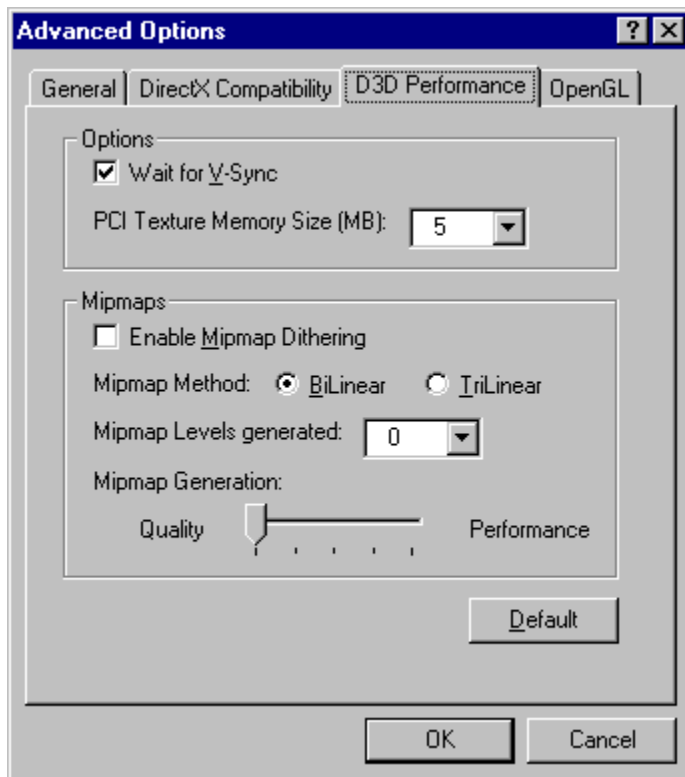 Advanced Options
General DirectX Compatibility D3D Performance OpenGL
Options
Wait for V-Sync
PCI Texture Memory Size (MB): 5
Mipmaps
Enable Mipmap Dithering
Mipmap Method: BiLinear TriLinear
Mipmap Levels generated: 0
Mipmap Generation:
Quality Performance
Default
OK Cancel